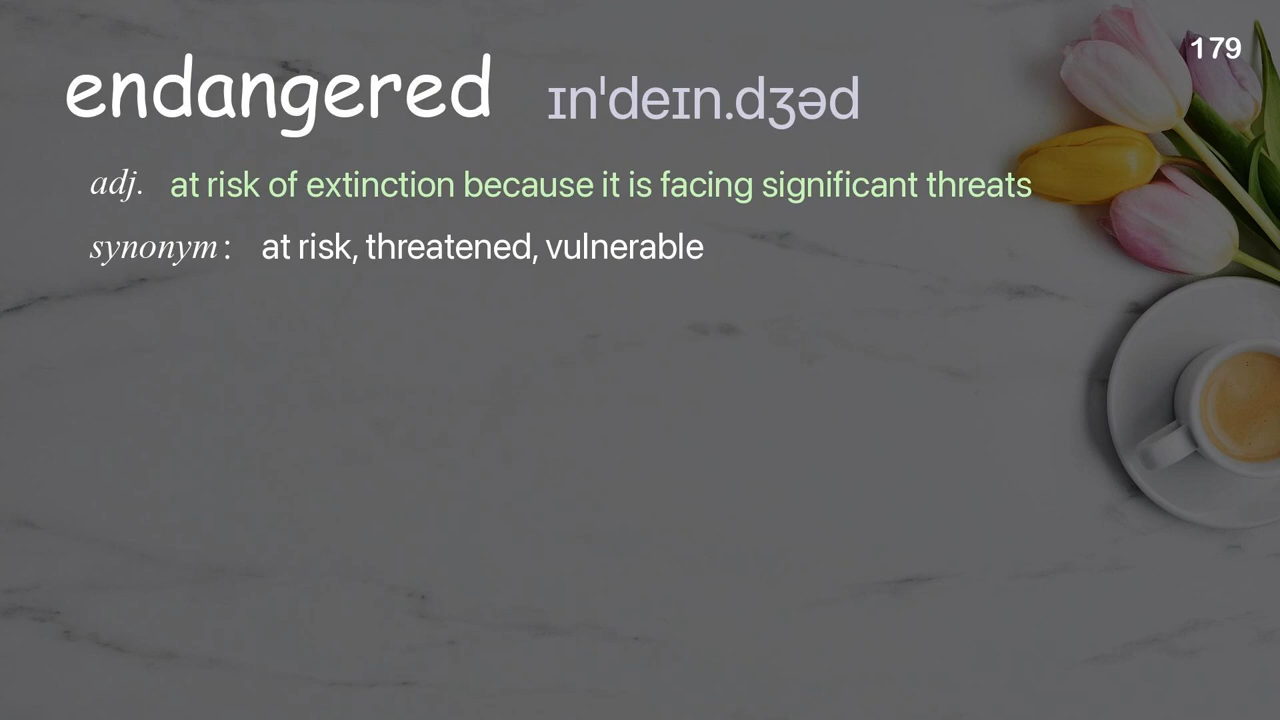 179
endangered ɪnˈdeɪn.dʒəd
adj. at risk of extinction because it is facing significant threats
synonym : at risk, threatened, vulnerable